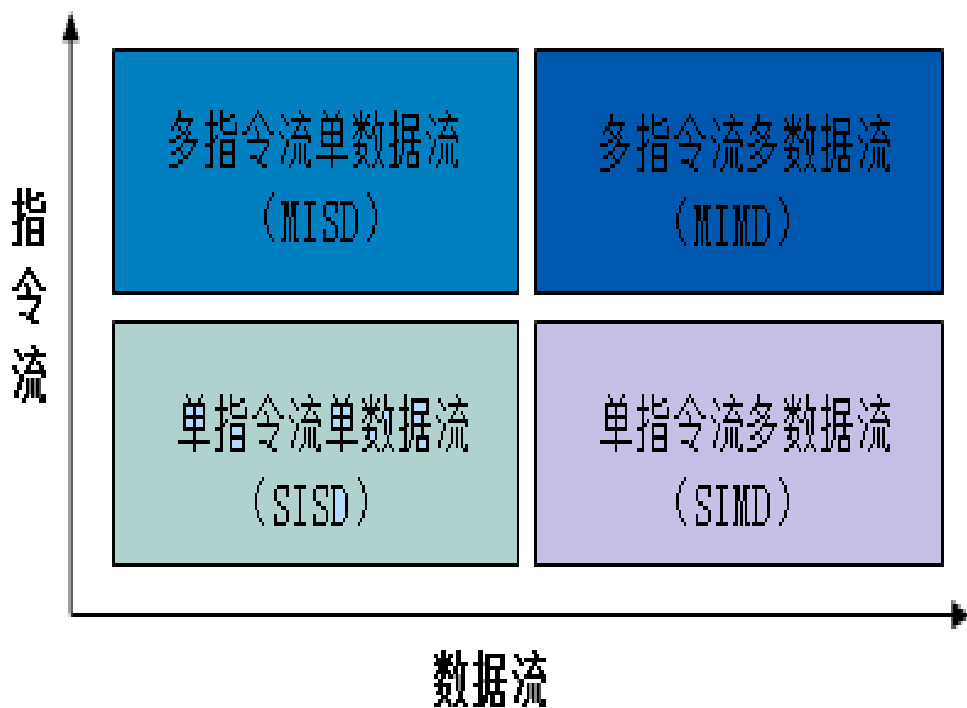 多指令流单数据流
（MISD）
多指令流多数据流
（MIMD）
指
令
流
单指令流单数据流
（SISD）
单指令流多数据流
（SIMD）
数据流